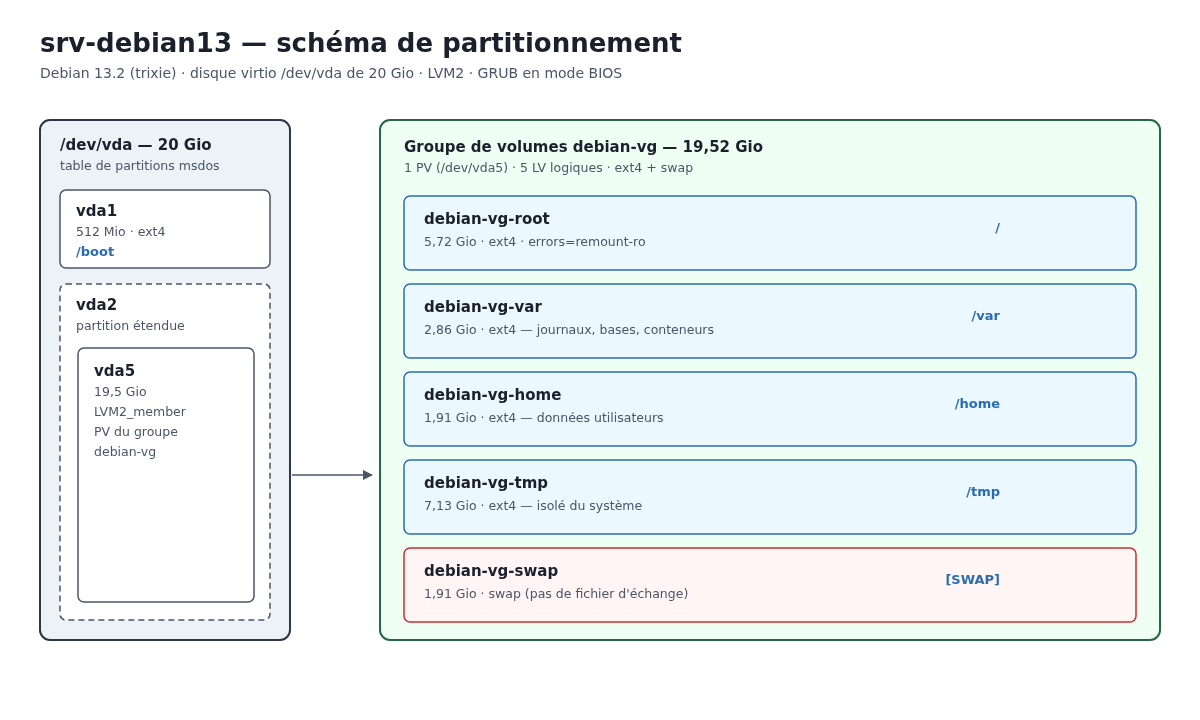 srv-debian13 — schéma de partitionnement
Debian 13.2 (trixie) · disque virtio /dev/vda de 20 Gio · LVM2 · GRUB en mode BIOS
/dev/vda — 20 Gio
table de partitions msdos
vda1
512 Mio · ext4
/boot
vda2
partition étendue
vda5
19,5 Gio
LVM2_member
PV du groupe
debian-vg
Groupe de volumes debian-vg — 19,52 Gio
1 PV (/dev/vda5) · 5 LV logiques · ext4 + swap
debian-vg-root
/
5,72 Gio · ext4 · errors=remount-ro
debian-vg-var
/var
2,86 Gio · ext4 — journaux, bases, conteneurs
debian-vg-home
/home
1,91 Gio · ext4 — données utilisateurs
debian-vg-tmp
/tmp
7,13 Gio · ext4 — isolé du système
debian-vg-swap
[SWAP]
1,91 Gio · swap (pas de fichier d'échange)